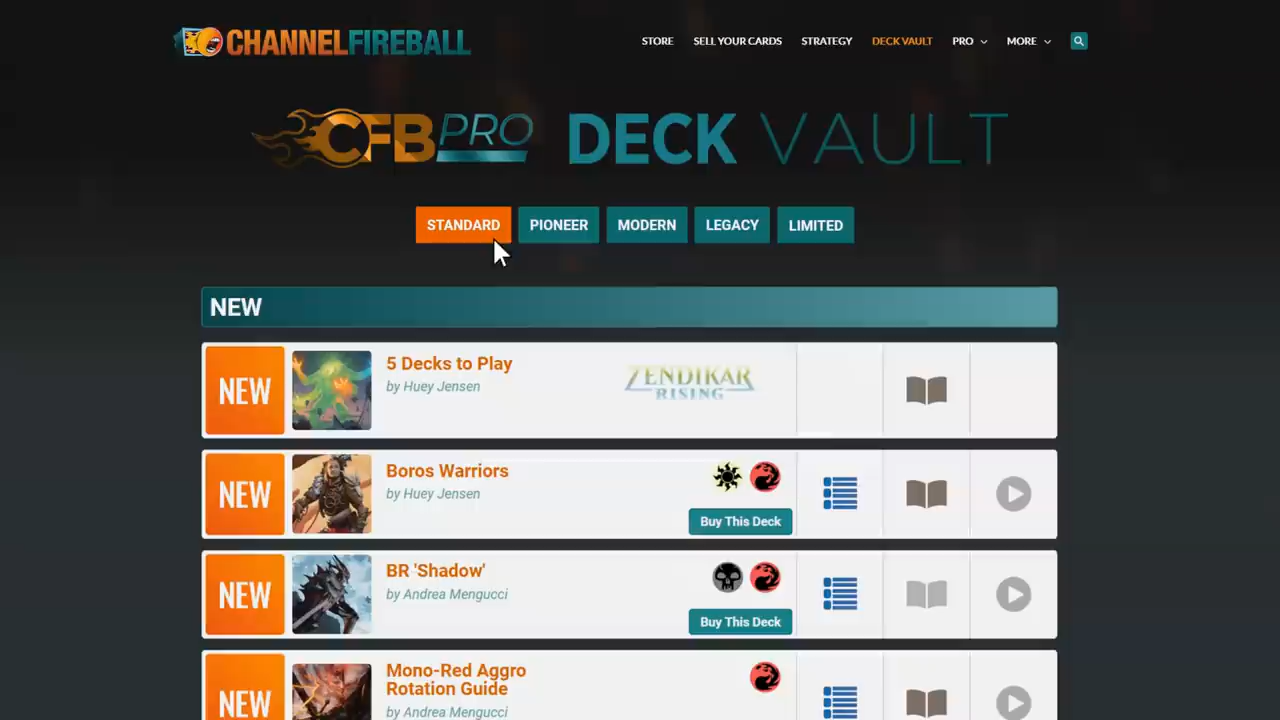 CHANNELFIREBALL
STORE SELL YOUR CARDS STRATEGY DECK VAULT PRO MORE
CFB PRO DECK VAULT
STANDARD PIONEER MODERN LEGACY LIMITED
NEW
NEW
5 Decks to Play
by Huey Jensen
ZENDIKAR
RISING
NEW
Boros Warriors
by Huey Jensen
Buy This Deck
NEW
BR 'Shadow'
by Andrea Mengucci
Buy This Deck
NEW
Mono-Red Aggro
Rotation Guide
by Andrea Mengucci